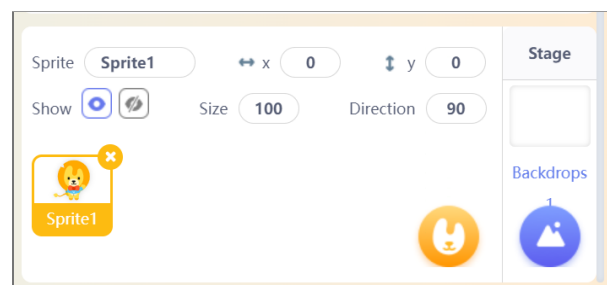 Sprite Sprite1 x 0 y 0 Stage
Show Size 100 Direction 90
Backdrops
1
Sprite1